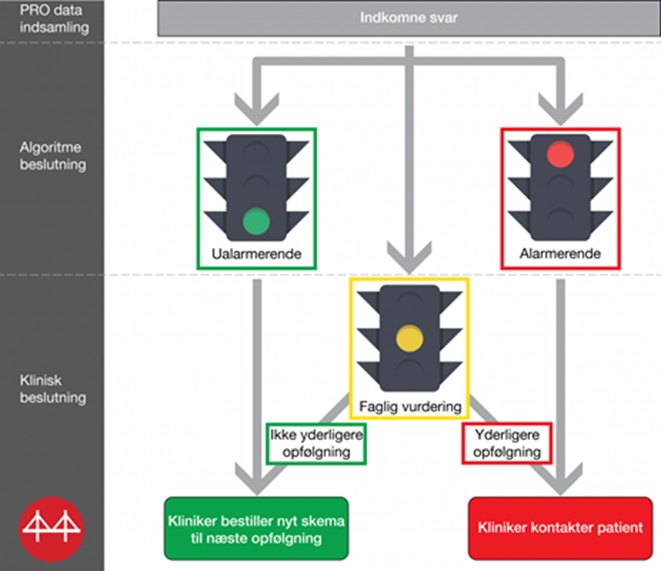 PRO data
indsamling
Indkomne svar
Algoritme
beslutning
Ualarmerende
Alarmerende
Klinisk
beslutning
Faglig vurdering
Ikke yderligere
opfølgning
Yderligere
opfølgning
Kliniker bestiller nyt skema
til næste opfølgning
Kliniker kontakter patient